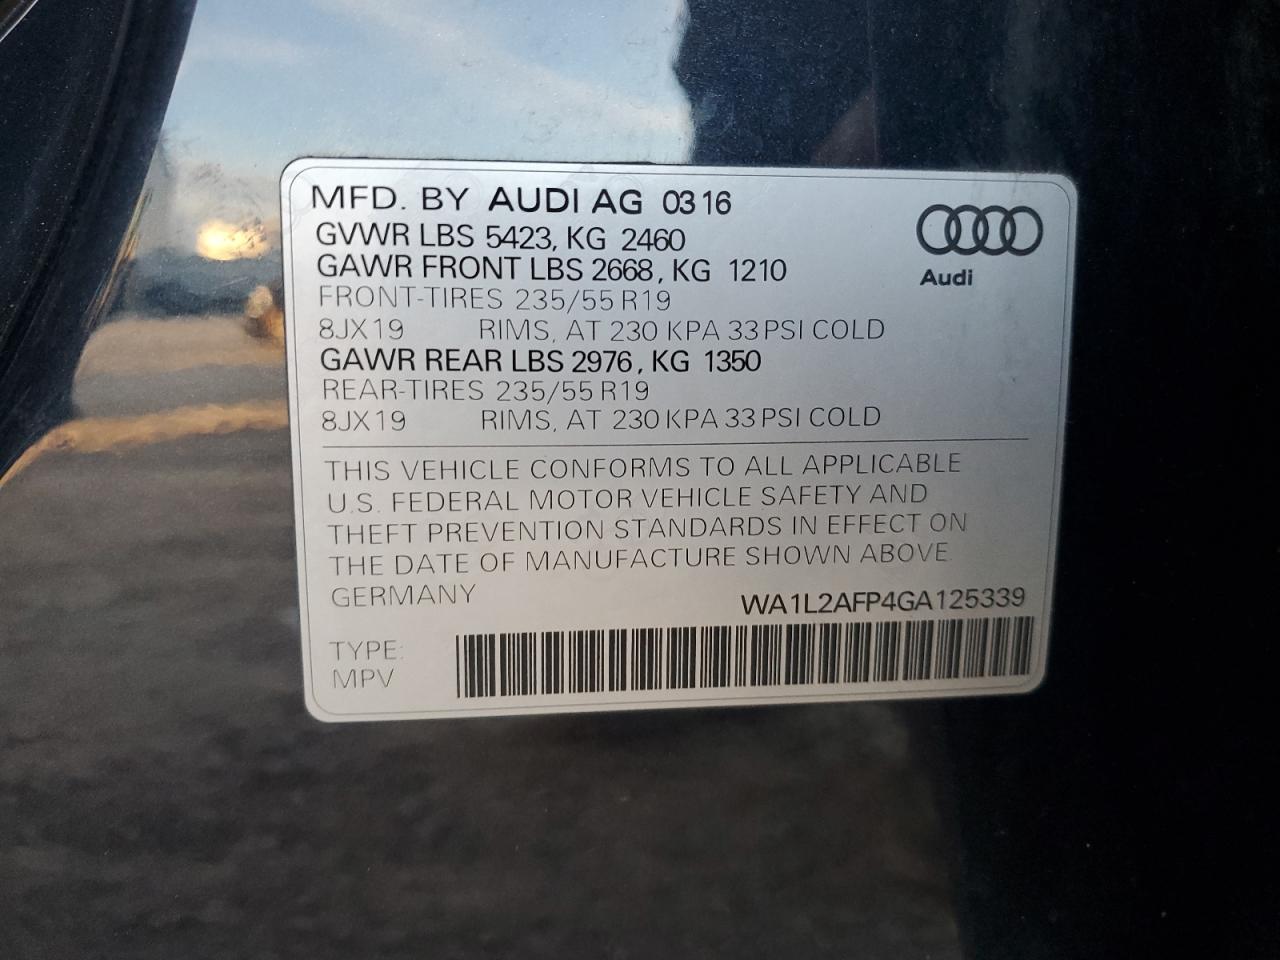 MFD. BY AUDI AG 03 16
GVWR LBS 5423, KG 2460
GAWR FRONT LBS 2668, KG 1210
FRONT-TIRES 235/55 R19
8JX19 RIMS, AT 230 KPA 33 PSI COLD
GAWR REAR LBS 2976, KG 1350
REAR-TIRES 235/55 R19
8JX19 RIMS, AT 230 KPA 33 PSI COLD
Audi
THIS VEHICLE CONFORMS TO ALL APPLICABLE
U.S. FEDERAL MOTOR VEHICLE SAFETY AND
THEFT PREVENTION STANDARDS IN EFFECT ON
THE DATE OF MANUFACTURE SHOWN ABOVE
GERMANY
WA1L2AFP4GA125339
TYPE:
MPV